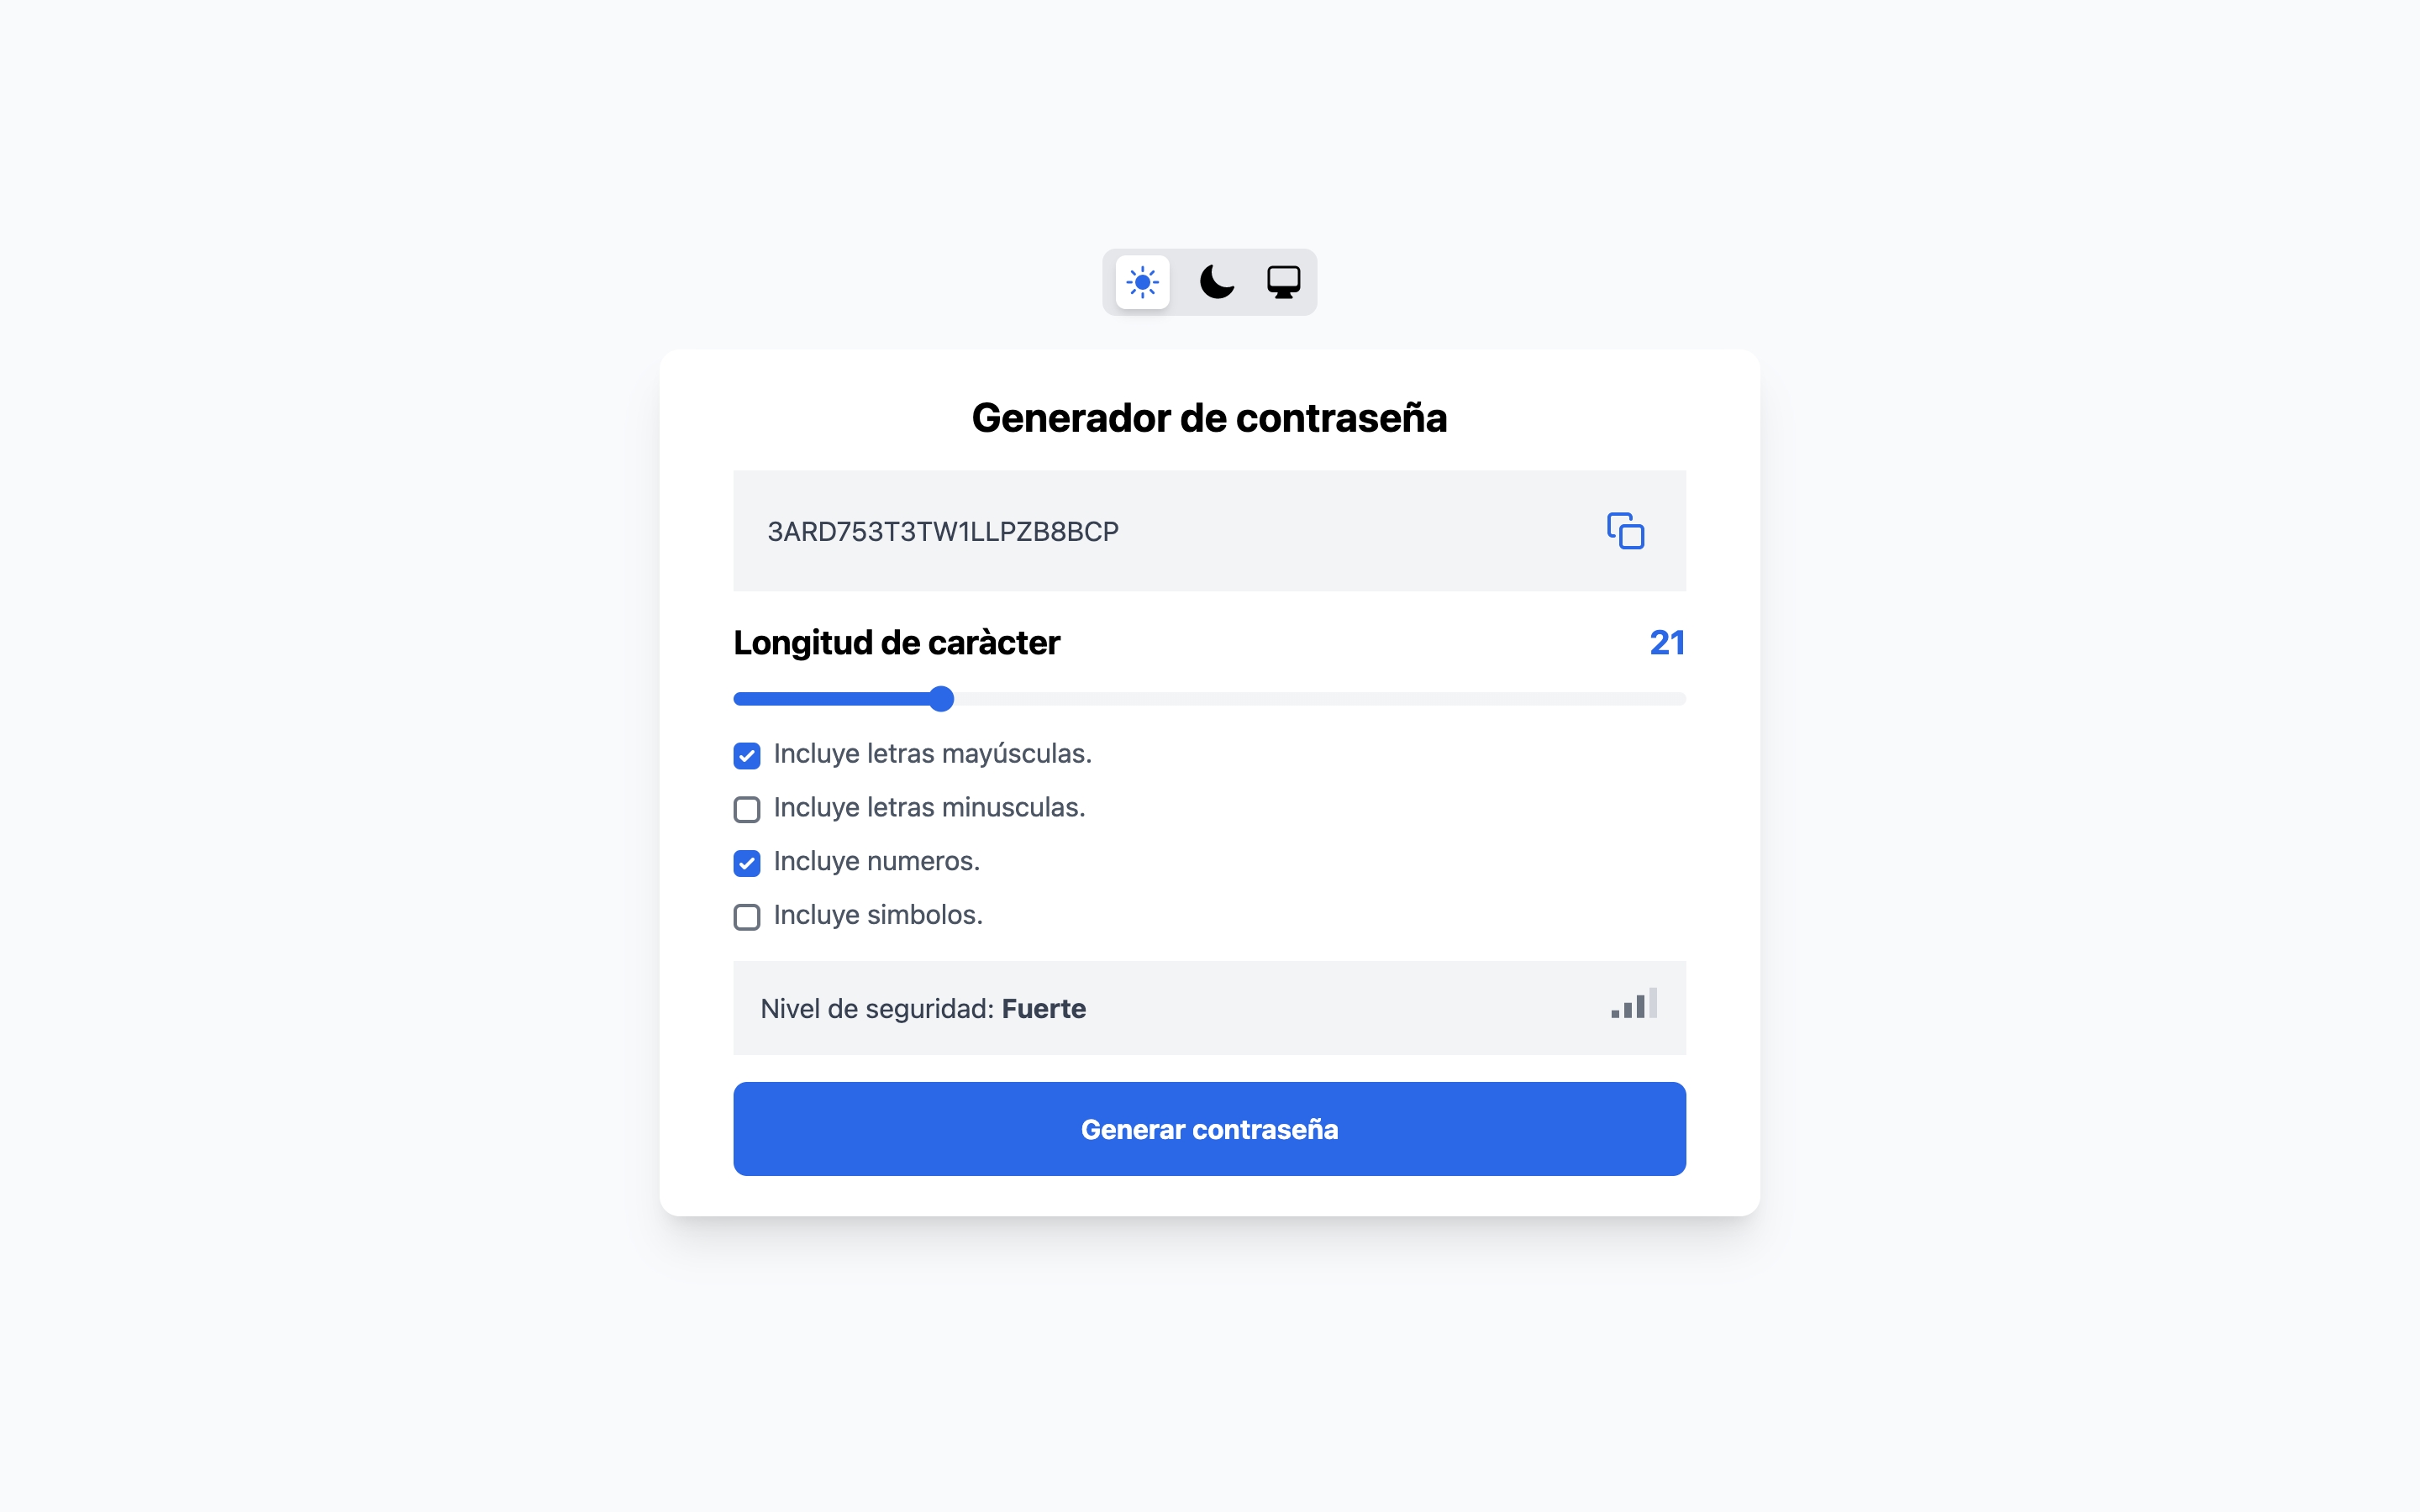 Generador de contraseña
3ARD753T3TW1LLPZB8BCP
Longitud de caràcter
21
Incluye letras mayúsculas.
Incluye letras minusculas.
Incluye numeros.
Incluye simbolos.
Nivel de seguridad: Fuerte
Generar contraseña